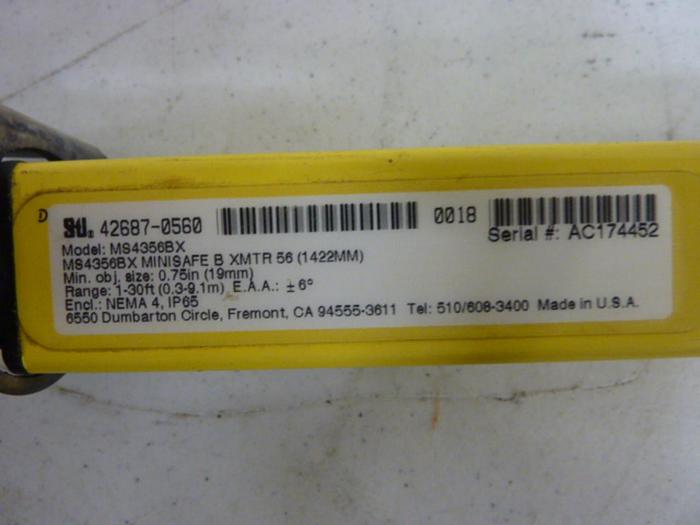 D
STI. 42687-0560 0018
Serial #: AC174452
Model: MS4356BX
MS4356BX MINISAFE B XMTR 56 (1422MM)
Min. obj. size: 0.75in (19mm)
Range: 1-30ft (0.3-9.1m) E.A.A.: ±6°
Encl.: NEMA 4, IP65
6550 Dumbarton Circle, Fremont, CA 94555-3611 Tel: 510/608-3400 Made in U.S.A.